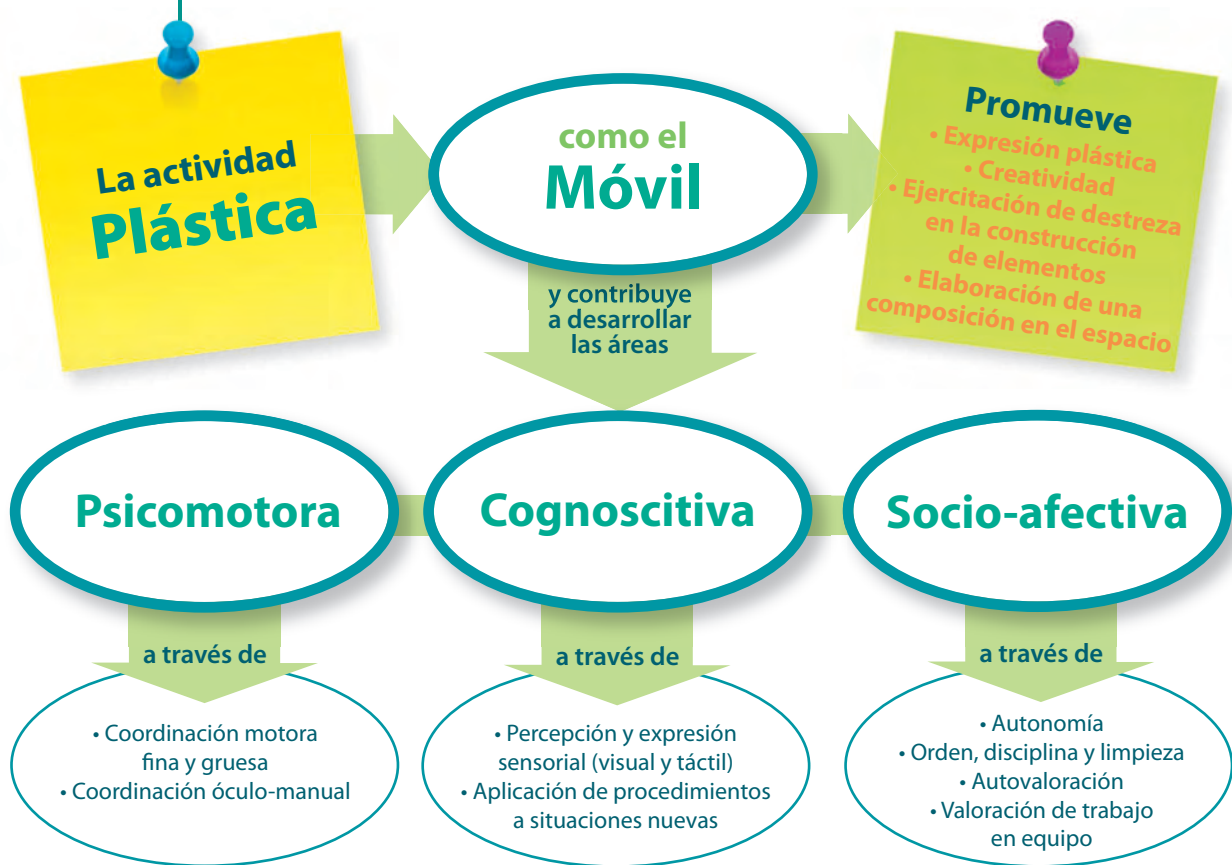 La actividad
Plástica
como el
Móvil
Promueve
• Expresión plástica
• Creatividad
• Ejercitación de destreza
en la construcción
de elementos
• Elaboración de una
composición en el espacio
y contribuye
a desarrollar
las áreas
Psicomotora
Cognoscitiva
Socio-afectiva
a través de
a través de
a través de
• Coordinación motora
fina y gruesa
• Coordinación óculo-manual
• Percepción y expresión
sensorial (visual y táctil)
• Aplicación de procedimientos
a situaciones nuevas
• Autonomía
• Orden, disciplina y limpieza
• Autovaloración
• Valoración de trabajo
en equipo